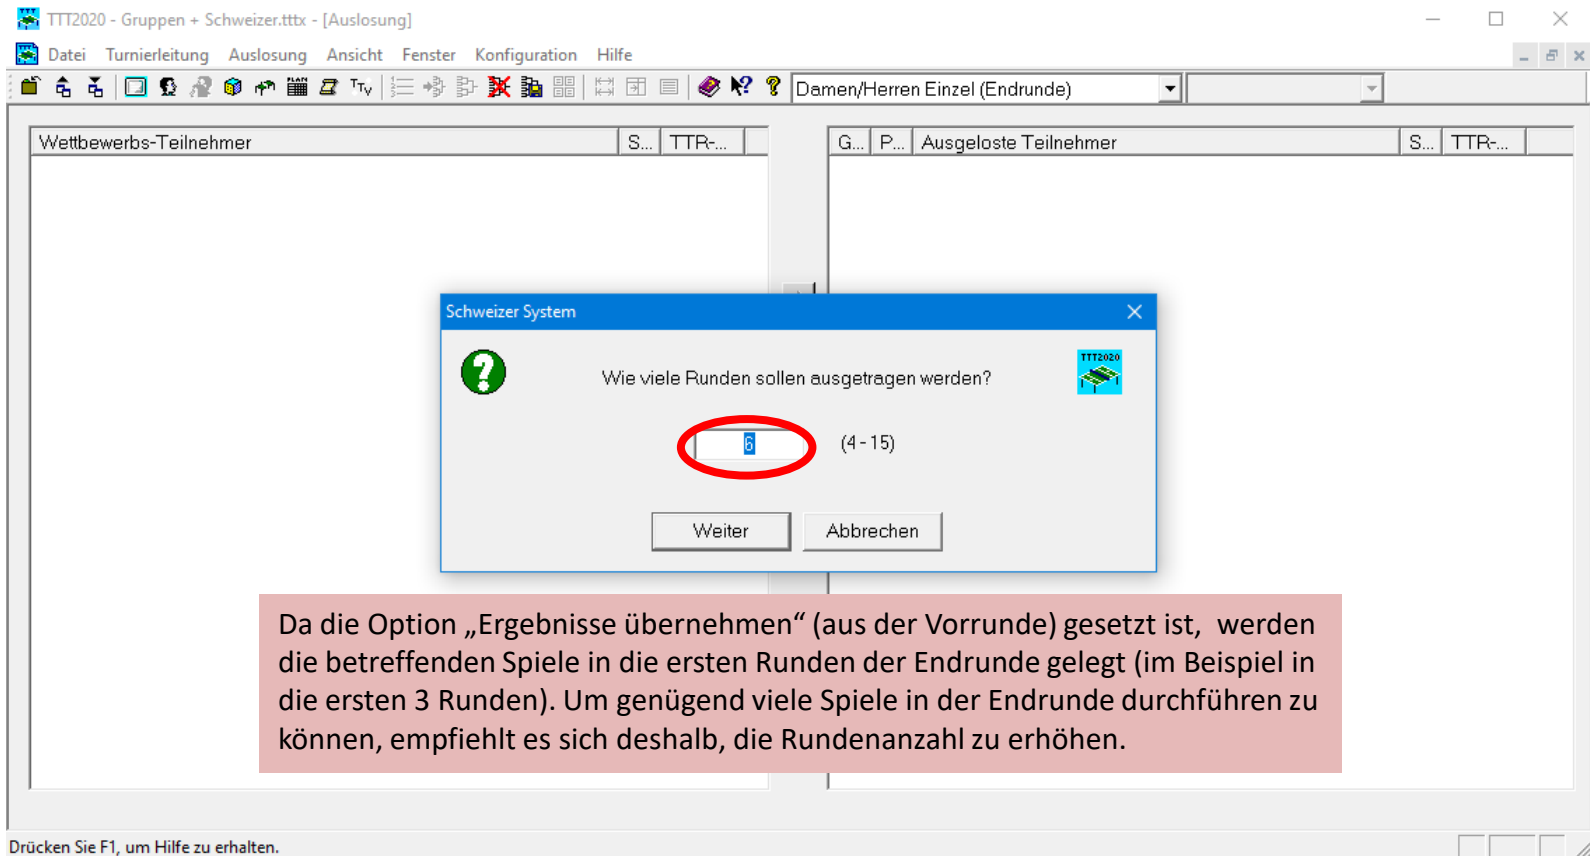 TTT2020 - Gruppen + Schweizer.tttx - [Auslosung]
Datei Turnierleitung Auslosung Ansicht Fenster Konfiguration Hilfe
PLAN TTV Damen/Herren Einzel (Endrunde)
Wettbewerbs-Teilnehmer S... TTR-... G... P... Ausgeloste Teilnehmer S... TTR-...
Schweizer System
TTT2020
Wie viele Runden sollen ausgetragen werden?
6 (4 - 15)
Weiter Abbrechen
Da die Option „Ergebnisse übernehmen“ (aus der Vorrunde) gesetzt ist, werden
die betreffenden Spiele in die ersten Runden der Endrunde gelegt (im Beispiel in
die ersten 3 Runden). Um genügend viele Spiele in der Endrunde durchführen zu
können, empfiehlt es sich deshalb, die Rundenanzahl zu erhöhen.
Drücken Sie F1, um Hilfe zu erhalten.